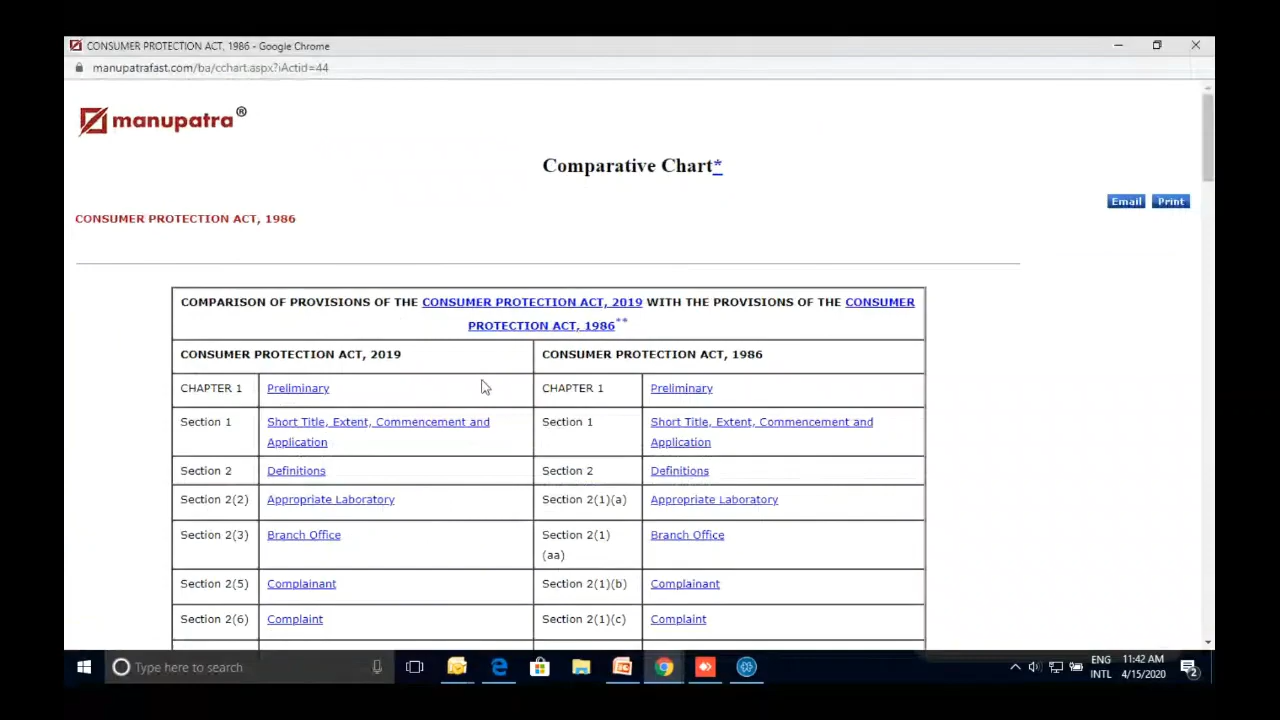 CONSUMER PROTECTION ACT, 1986 - Google Chrome
manupatrafast.com/ba/cchart.aspx?iActid=44
manupatra®
Comparative Chart*
Email Print
CONSUMER PROTECTION ACT, 1986
COMPARISON OF PROVISIONS OF THE CONSUMER PROTECTION ACT, 2019 WITH THE PROVISIONS OF THE CONSUMER
PROTECTION ACT, 1986**
CONSUMER PROTECTION ACT, 2019 CONSUMER PROTECTION ACT, 1986
CHAPTER 1 Preliminary CHAPTER 1 Preliminary
Section 1 Short Title, Extent, Commencement and Section 1 Short Title, Extent, Commencement and
Application Application
Section 2 Definitions Section 2 Definitions
Section 2(2) Appropriate Laboratory Section 2(1)(a) Appropriate Laboratory
Section 2(3) Branch Office Section 2(1) Branch Office
(aa)
Section 2(5) Complainant Section 2(1)(b) Complainant
Section 2(6) Complaint Section 2(1)(c) Complaint
Type here to search
ENG 11:42 AM
INTL 4/15/2020 2